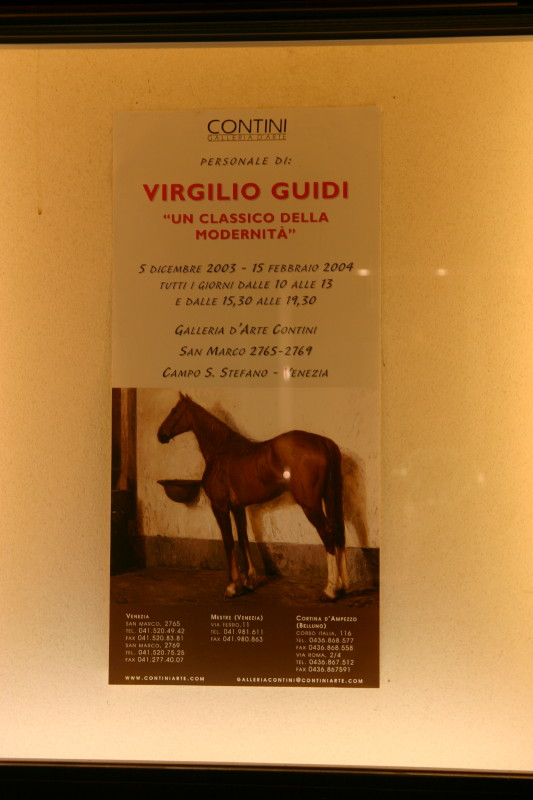 CONTINI
GALLERIA D'ARTE
PERSONALE DI:
VIRGILIO GUIDI
"UN CLASSICO DELLA
MODERNITÀ"
5 DICEMBRE 2003 - 15 FEBBRAIO 2004
TUTTI I GIORNI DALLE 10 ALLE 13
E DALLE 15,30 ALLE 19,30
GALLERIA D'ARTE CONTINI
SAN MARCO 2765-2769
CAMPO S. STEFANO - VENEZIA
VENEZIA
SAN MARCO, 2765
TEL. 041.520.49.42
FAX 041.520.83.81
SAN MARCO, 2769
TEL. 041.520.75.25
FAX 041.277.40.07
MESTRE (VENEZIA)
VIA FERRO, 11
TEL. 041.981.611
FAX 041.980.863
CORTINA D'AMPEZZO
(BELLUNO)
CORSO ITALIA, 116
TEL. 0436.868.577
FAX 0436.868.558
VIA ROMA, 2/4
TEL. 0436.867.512
FAX 0436.867591
WWW.CONTINIARTE.COM
GALLERIACONTINI@CONTINIARTE.COM